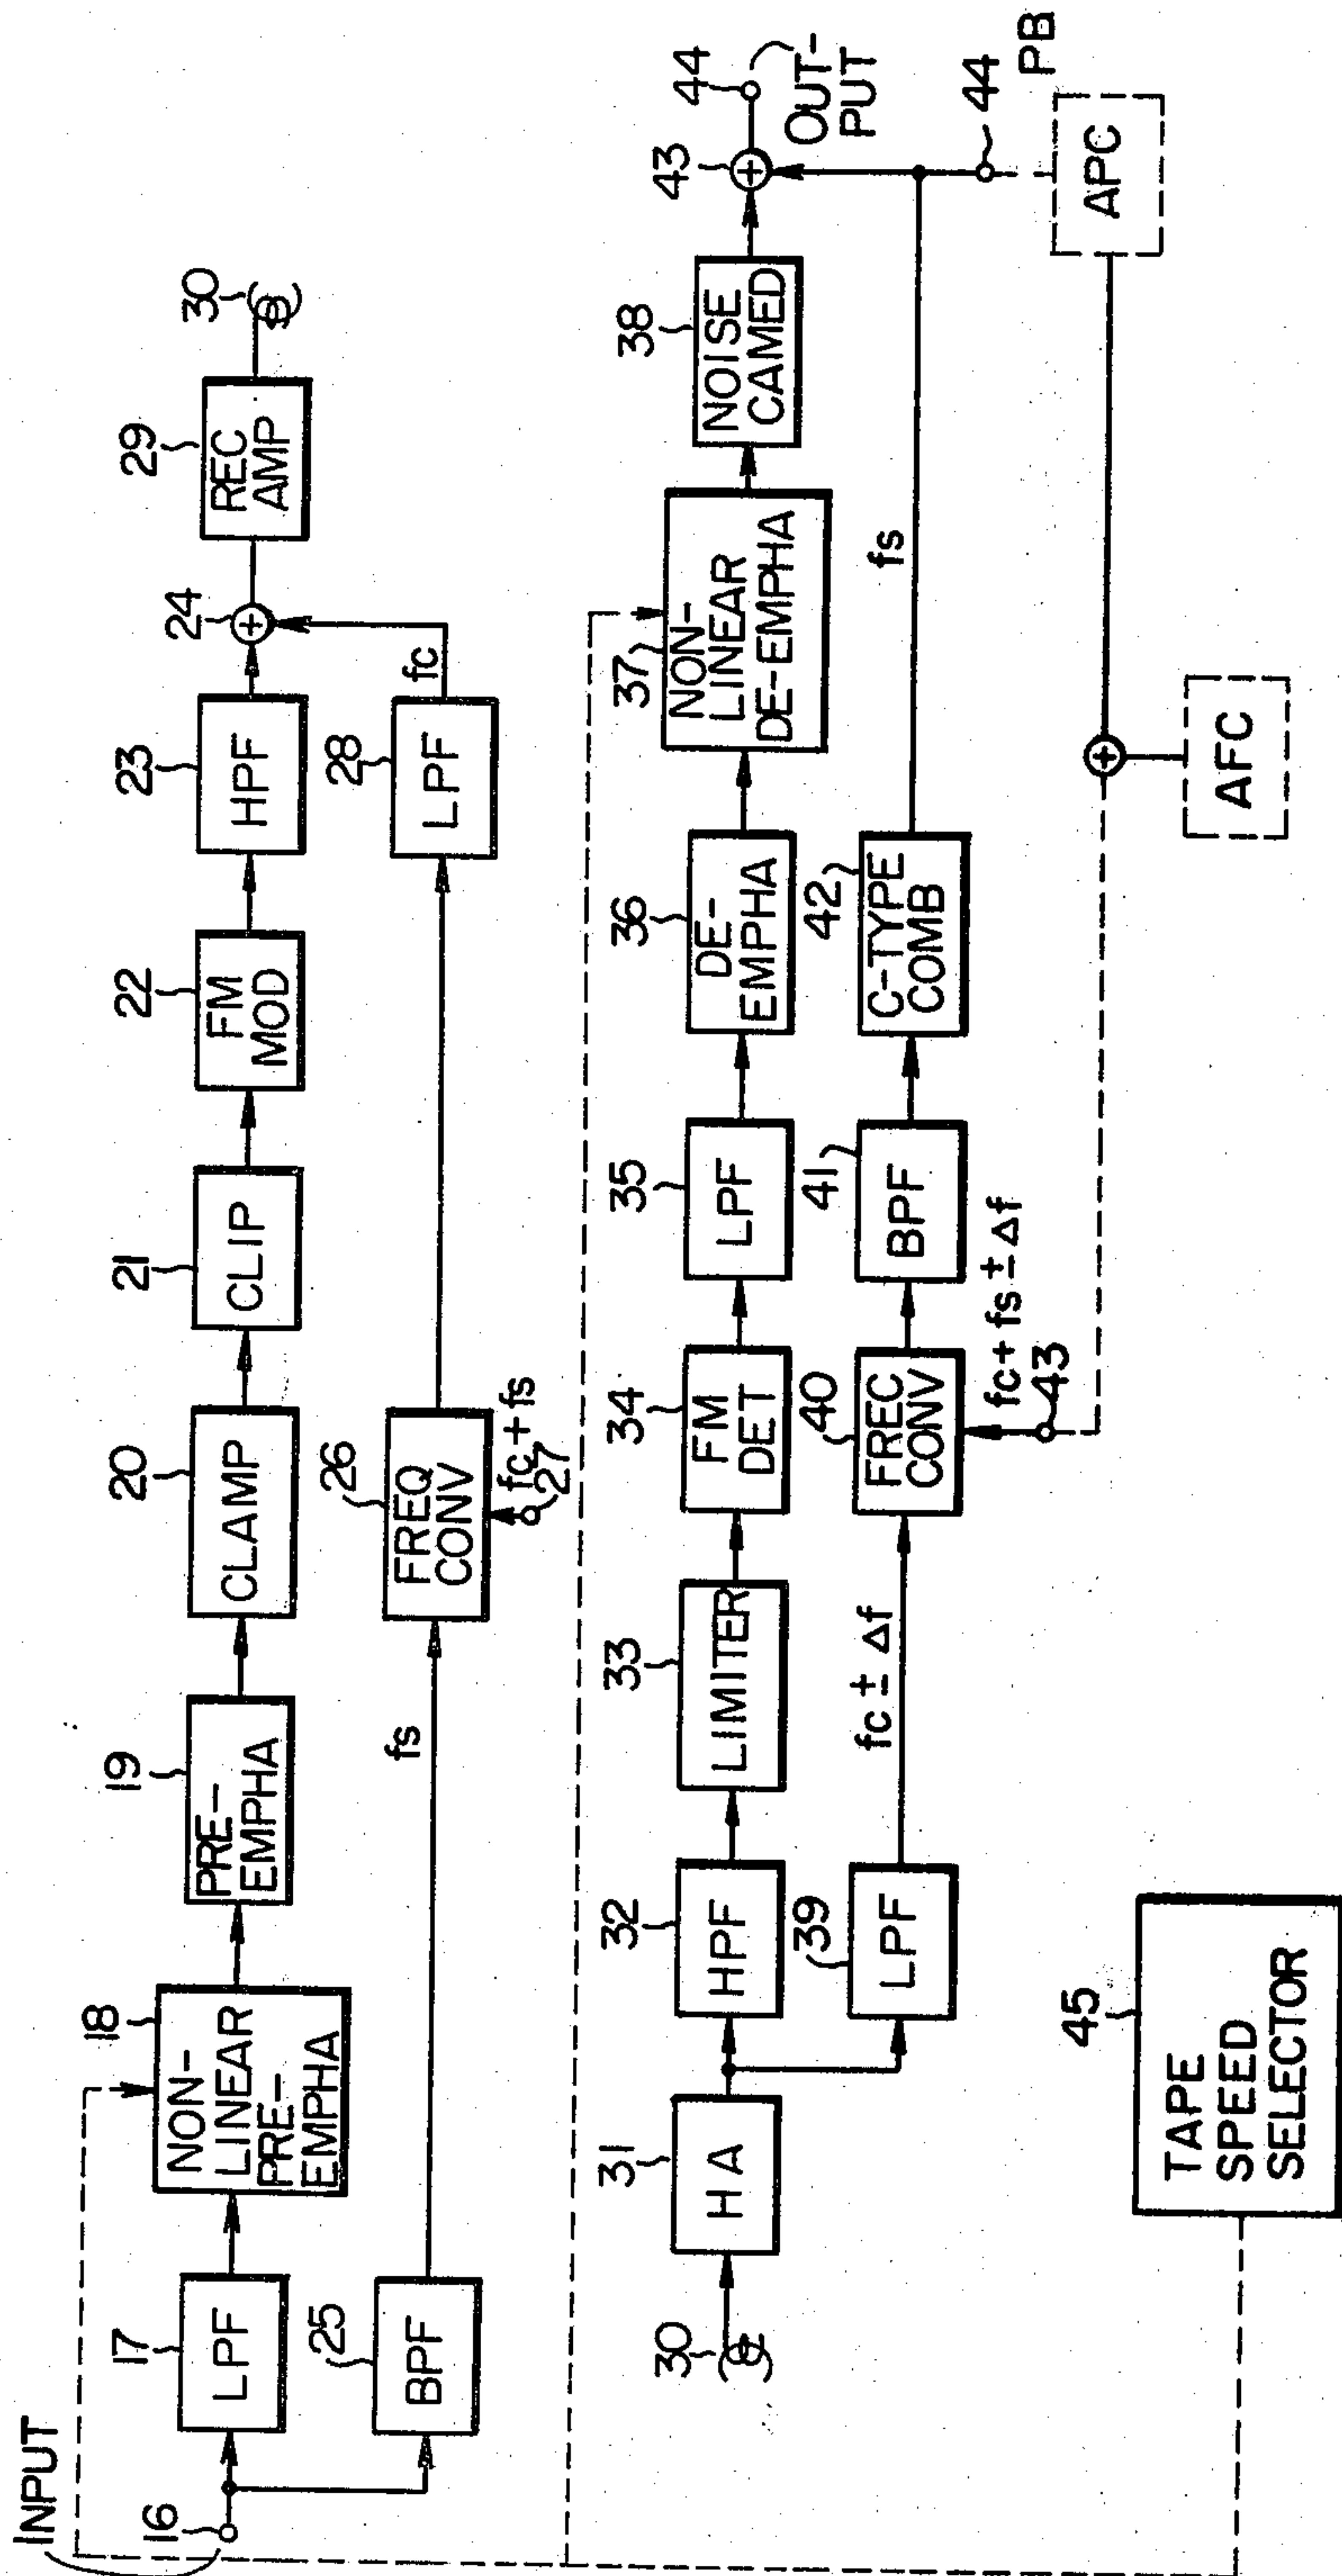 INPUT
16
17
LPF
18
NON-
LINEAR
PRE-
EMPHA
19
PRE-
EMPHA
20
CLAMP
21
CLIP
22
FM
MOD
23
HPF
24
+
29
REC
AMP
30
25
BPF
fs
26
FREQ
CONV
fc+fs
27
28
LPF
fc
30
31
HA
32
HPF
33
LIMITER
34
FM
DET
35
LPF
36
DE-
EMPHA
37
NON-
LINEAR
DE-EMPHA
38
NOISE
CAMED
43
+
44
OUT-
PUT
39
LPF
fc ± Δf
40
FREC
CONV
fc+fs ± Δf
43
41
BPF
42
C-TYPE
COMB
fs
44
PB
APC
+
AFC
45
TAPE
SPEED
SELECTOR